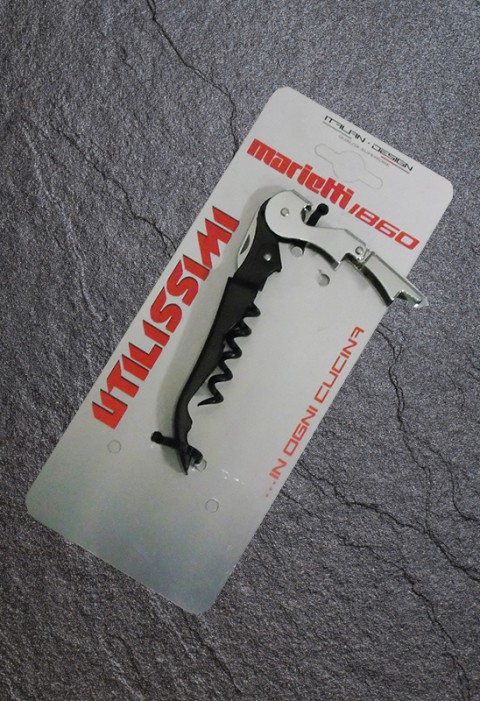 ITALIAN • DESIGN
marietti 1860
UTILISSIMI
...IN OGNI CUCINA